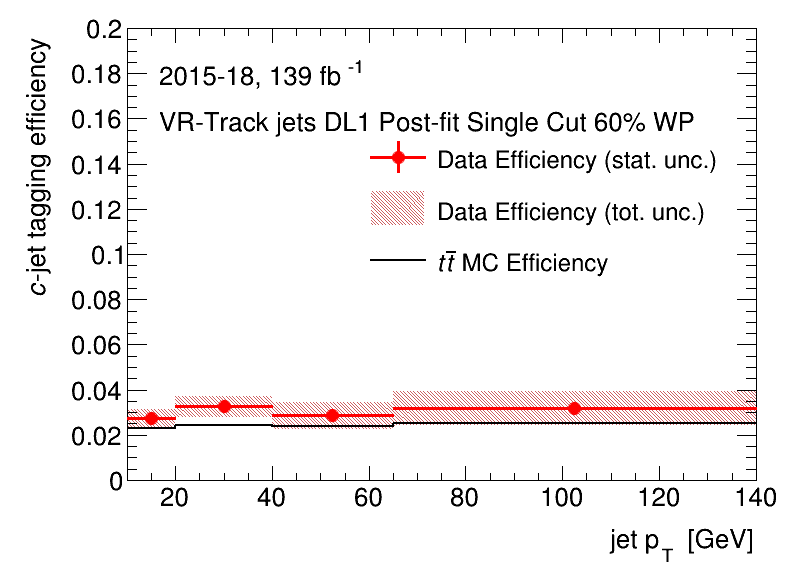 0.2
0.18
0.16
0.14
0.12
0.1
0.08
0.06
0.04
0.02
0
c-jet tagging efficiency
2015-18, 139 fb⁻¹
VR-Track jets DL1 Post-fit Single Cut 60% WP
Data Efficiency (stat. unc.)
Data Efficiency (tot. unc.)
tt̄ MC Efficiency
20 40 60 80 100 120 140
jet p_T [GeV]